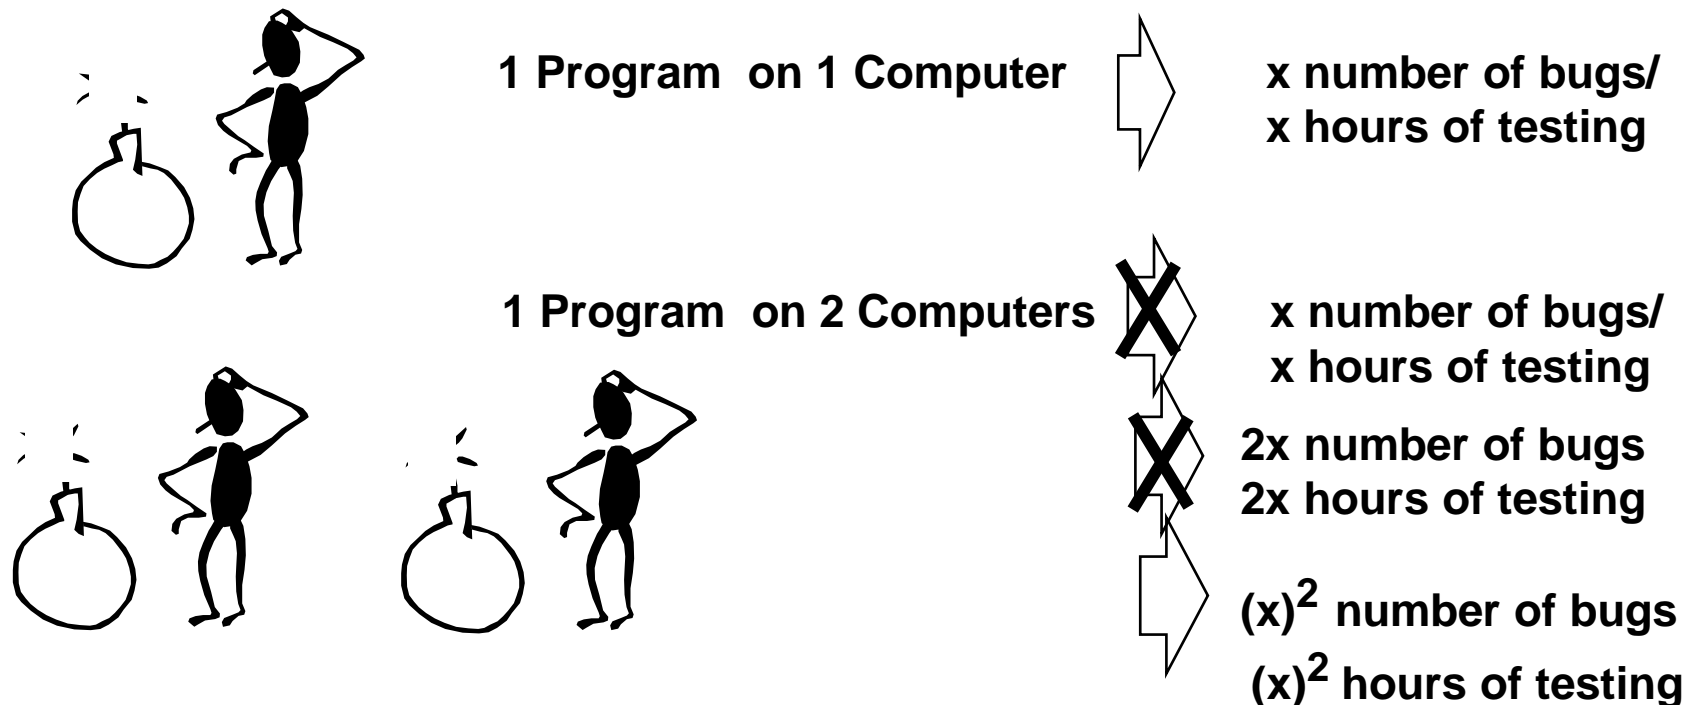 1 Program on 1 Computer
x number of bugs/
x hours of testing
1 Program on 2 Computers
x number of bugs/
x hours of testing
2x number of bugs
2x hours of testing
(x)² number of bugs
(x)² hours of testing